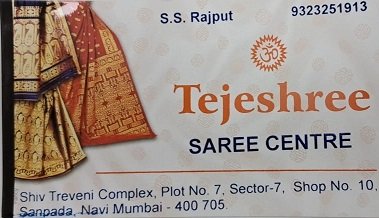 S.S. Rajput 9323251913
ॐ
Tejeshree
SAREE CENTRE
Shiv Treveni Complex, Plot No. 7, Sector-7, Shop No. 10,
Sanpada, Navi Mumbai - 400 705.